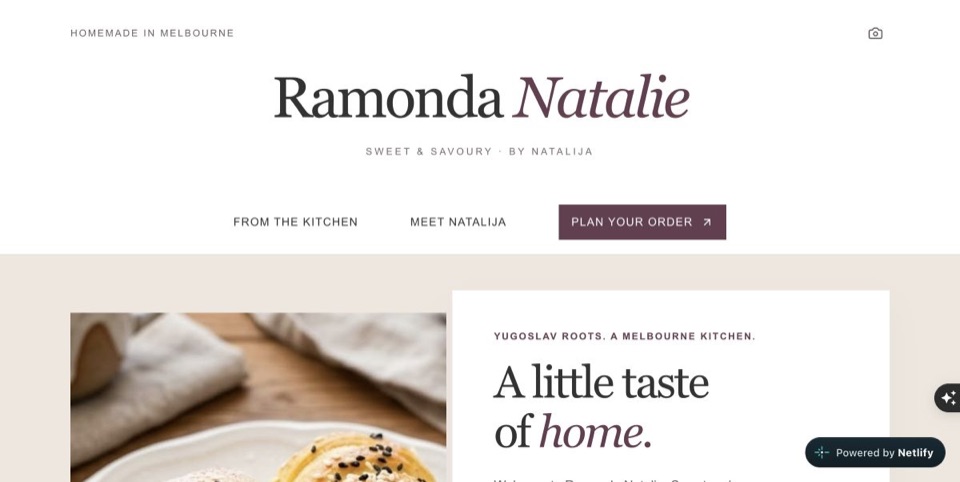 HOMEMADE IN MELBOURNE
Ramonda Natalie
SWEET & SAVOURY · BY NATALIJA
FROM THE KITCHEN
MEET NATALIJA
PLAN YOUR ORDER
YUGOSLAV ROOTS. A MELBOURNE KITCHEN.
A little taste
of home.
Powered by Netlify